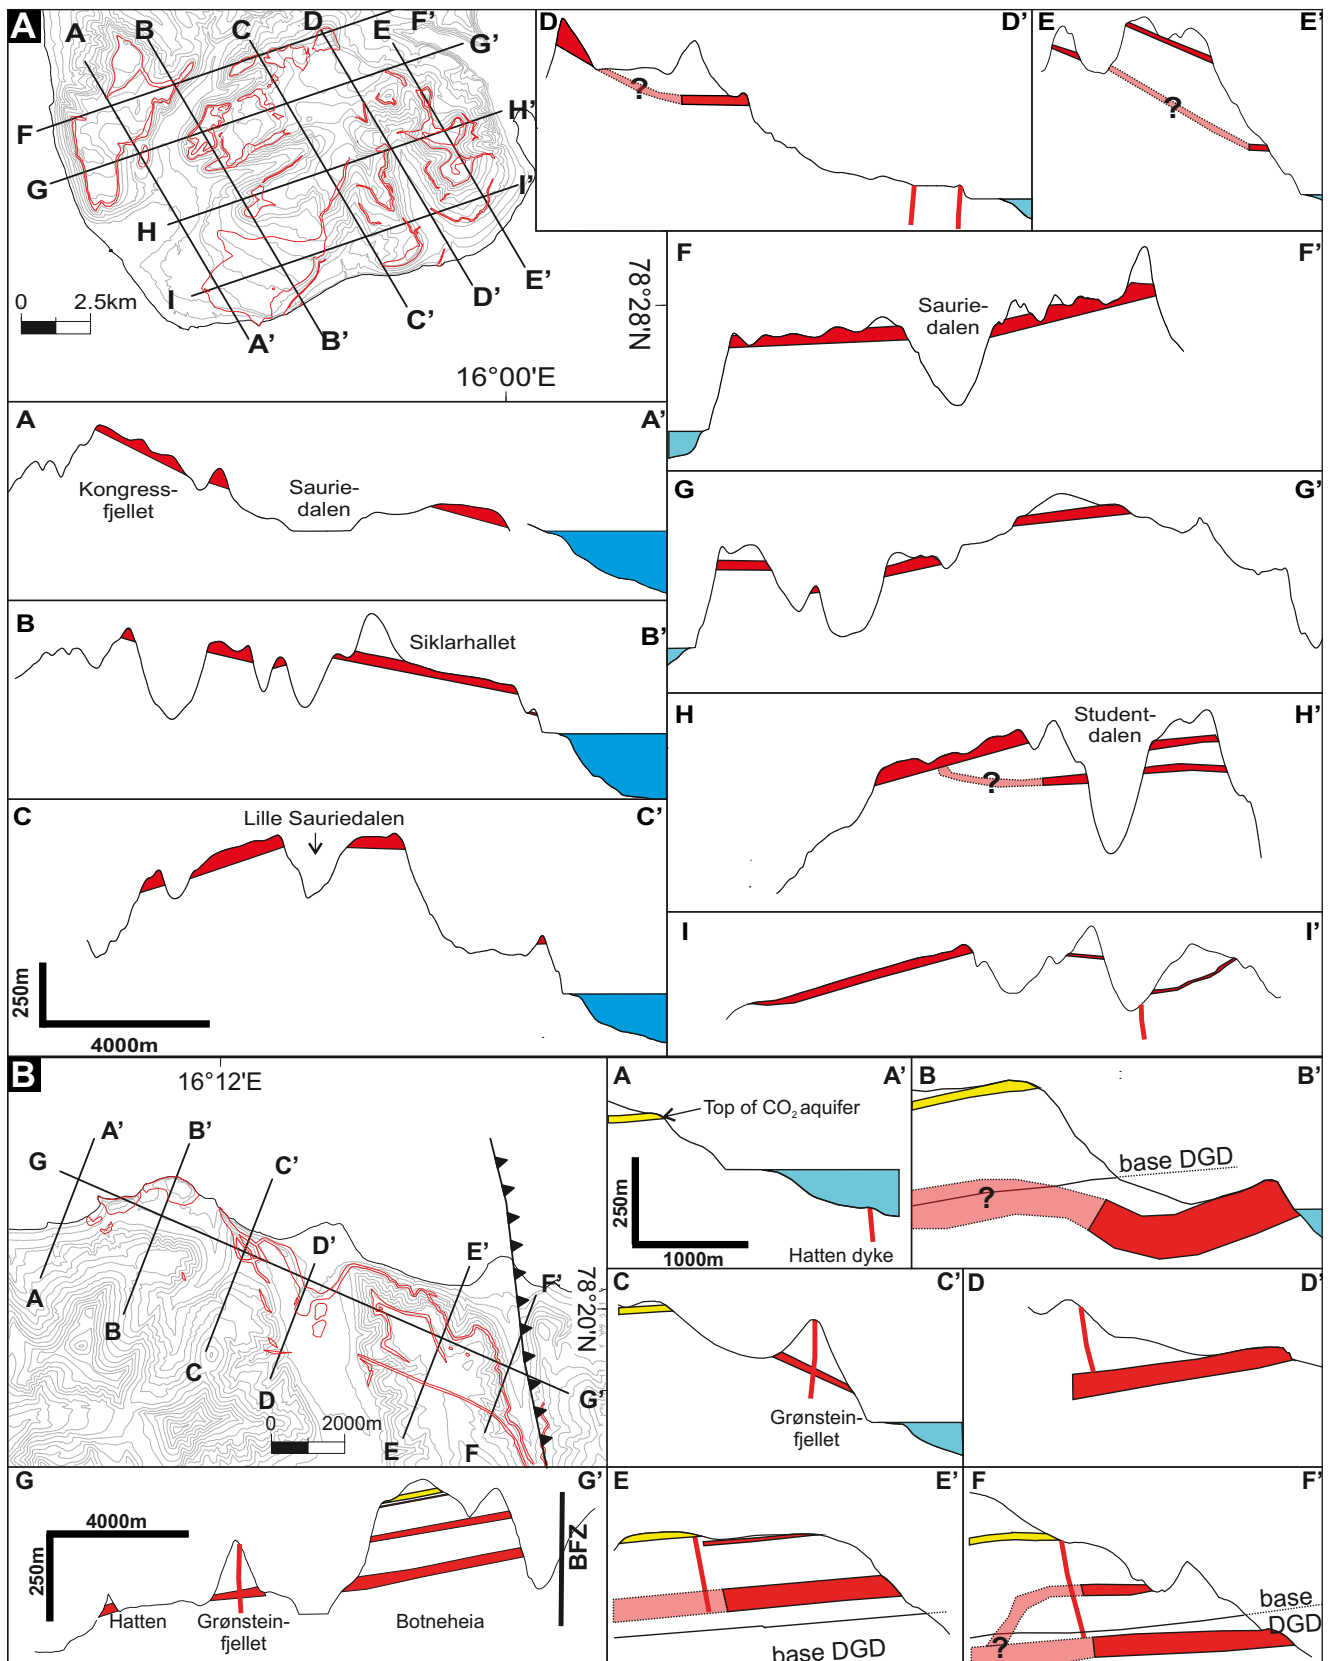 A
A
B
C
D
E
F'
G'
H'
I'
F
G
H
I
A'
B'
C'
D'
E'
0 2.5km
78°28'N
16°00'E
D D'
?
E E'
?
F F'
Saurie-
dalen
A A'
Kongress-
fjellet
Saurie-
dalen
G G'
B B'
Siklarhallet
H H'
Student-
dalen
?
C C'
Lille Sauriedalen
250m
4000m
I I'
B
16°12'E
G
A'
B'
C'
D'
E'
F'
A
B
C
D
E
F
G'
78°20'N
0 2000m
A A'
Top of CO2 aquifer
250m
1000m
Hatten dyke
B B'
base DGD
?
C C'
Grønstein-
fjellet
D D'
G G'
4000m
250m
Hatten
Grønstein-
fjellet
Botneheia
BFZ
E E'
base DGD
F F'
base
DGD
?